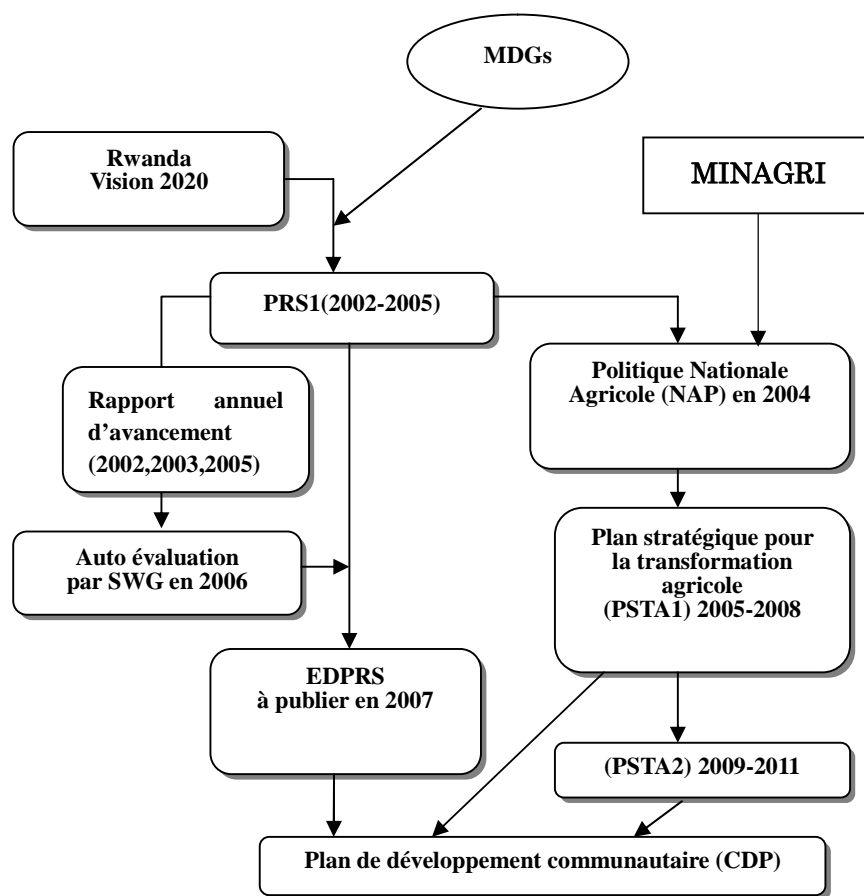 MDGs
Rwanda
Vision 2020
MINAGRI
PRS1(2002-2005)
Politique Nationale
Agricole (NAP) en 2004
Rapport annuel
d’avancement
(2002,2003,2005)
Plan stratégique pour
la transformation
agricole
(PSTA1) 2005-2008
Auto évaluation
par SWG en 2006
EDPRS
à publier en 2007
(PSTA2) 2009-2011
Plan de développement communautaire (CDP)